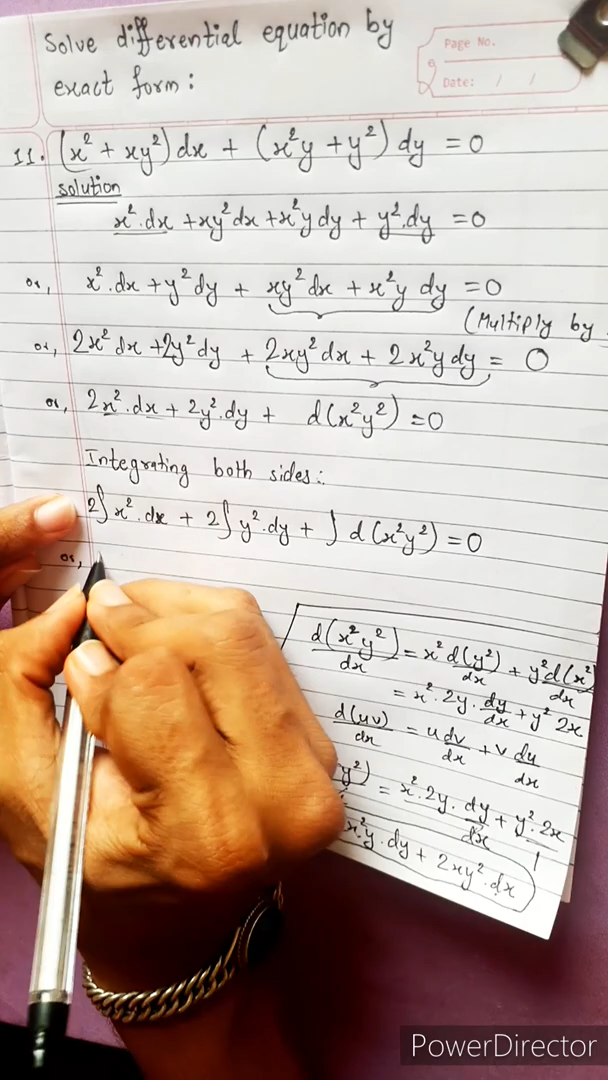 Solve differential equation by
exact form:
Page No.
Date: / /
11. (x² + xy²) dx + (x²y + y²) dy = 0
solution
x².dx + xy²dx + x²y dy + y².dy = 0
or, x².dx + y²dy + xy²dx + x²y dy = 0
(Multiply by
or, 2x²dx + 2y²dy + 2xy²dx + 2x²y dy = 0
or, 2x².dx + 2y².dy + d(x²y²) = 0
Integrating both sides:
2∫x².dx + 2∫y².dy + ∫d(x²y²) = 0
or,
d(x²y²)/dx = x² d(y²)/dx + y² d(x²)/dx
= x².2y.dy/dx + y² 2x
d(uv)/dx = u dv/dx + v du/dx
y²) = x².2y.dy/dx + y².2x
x²y.dy + 2xy².dx
PowerDirector